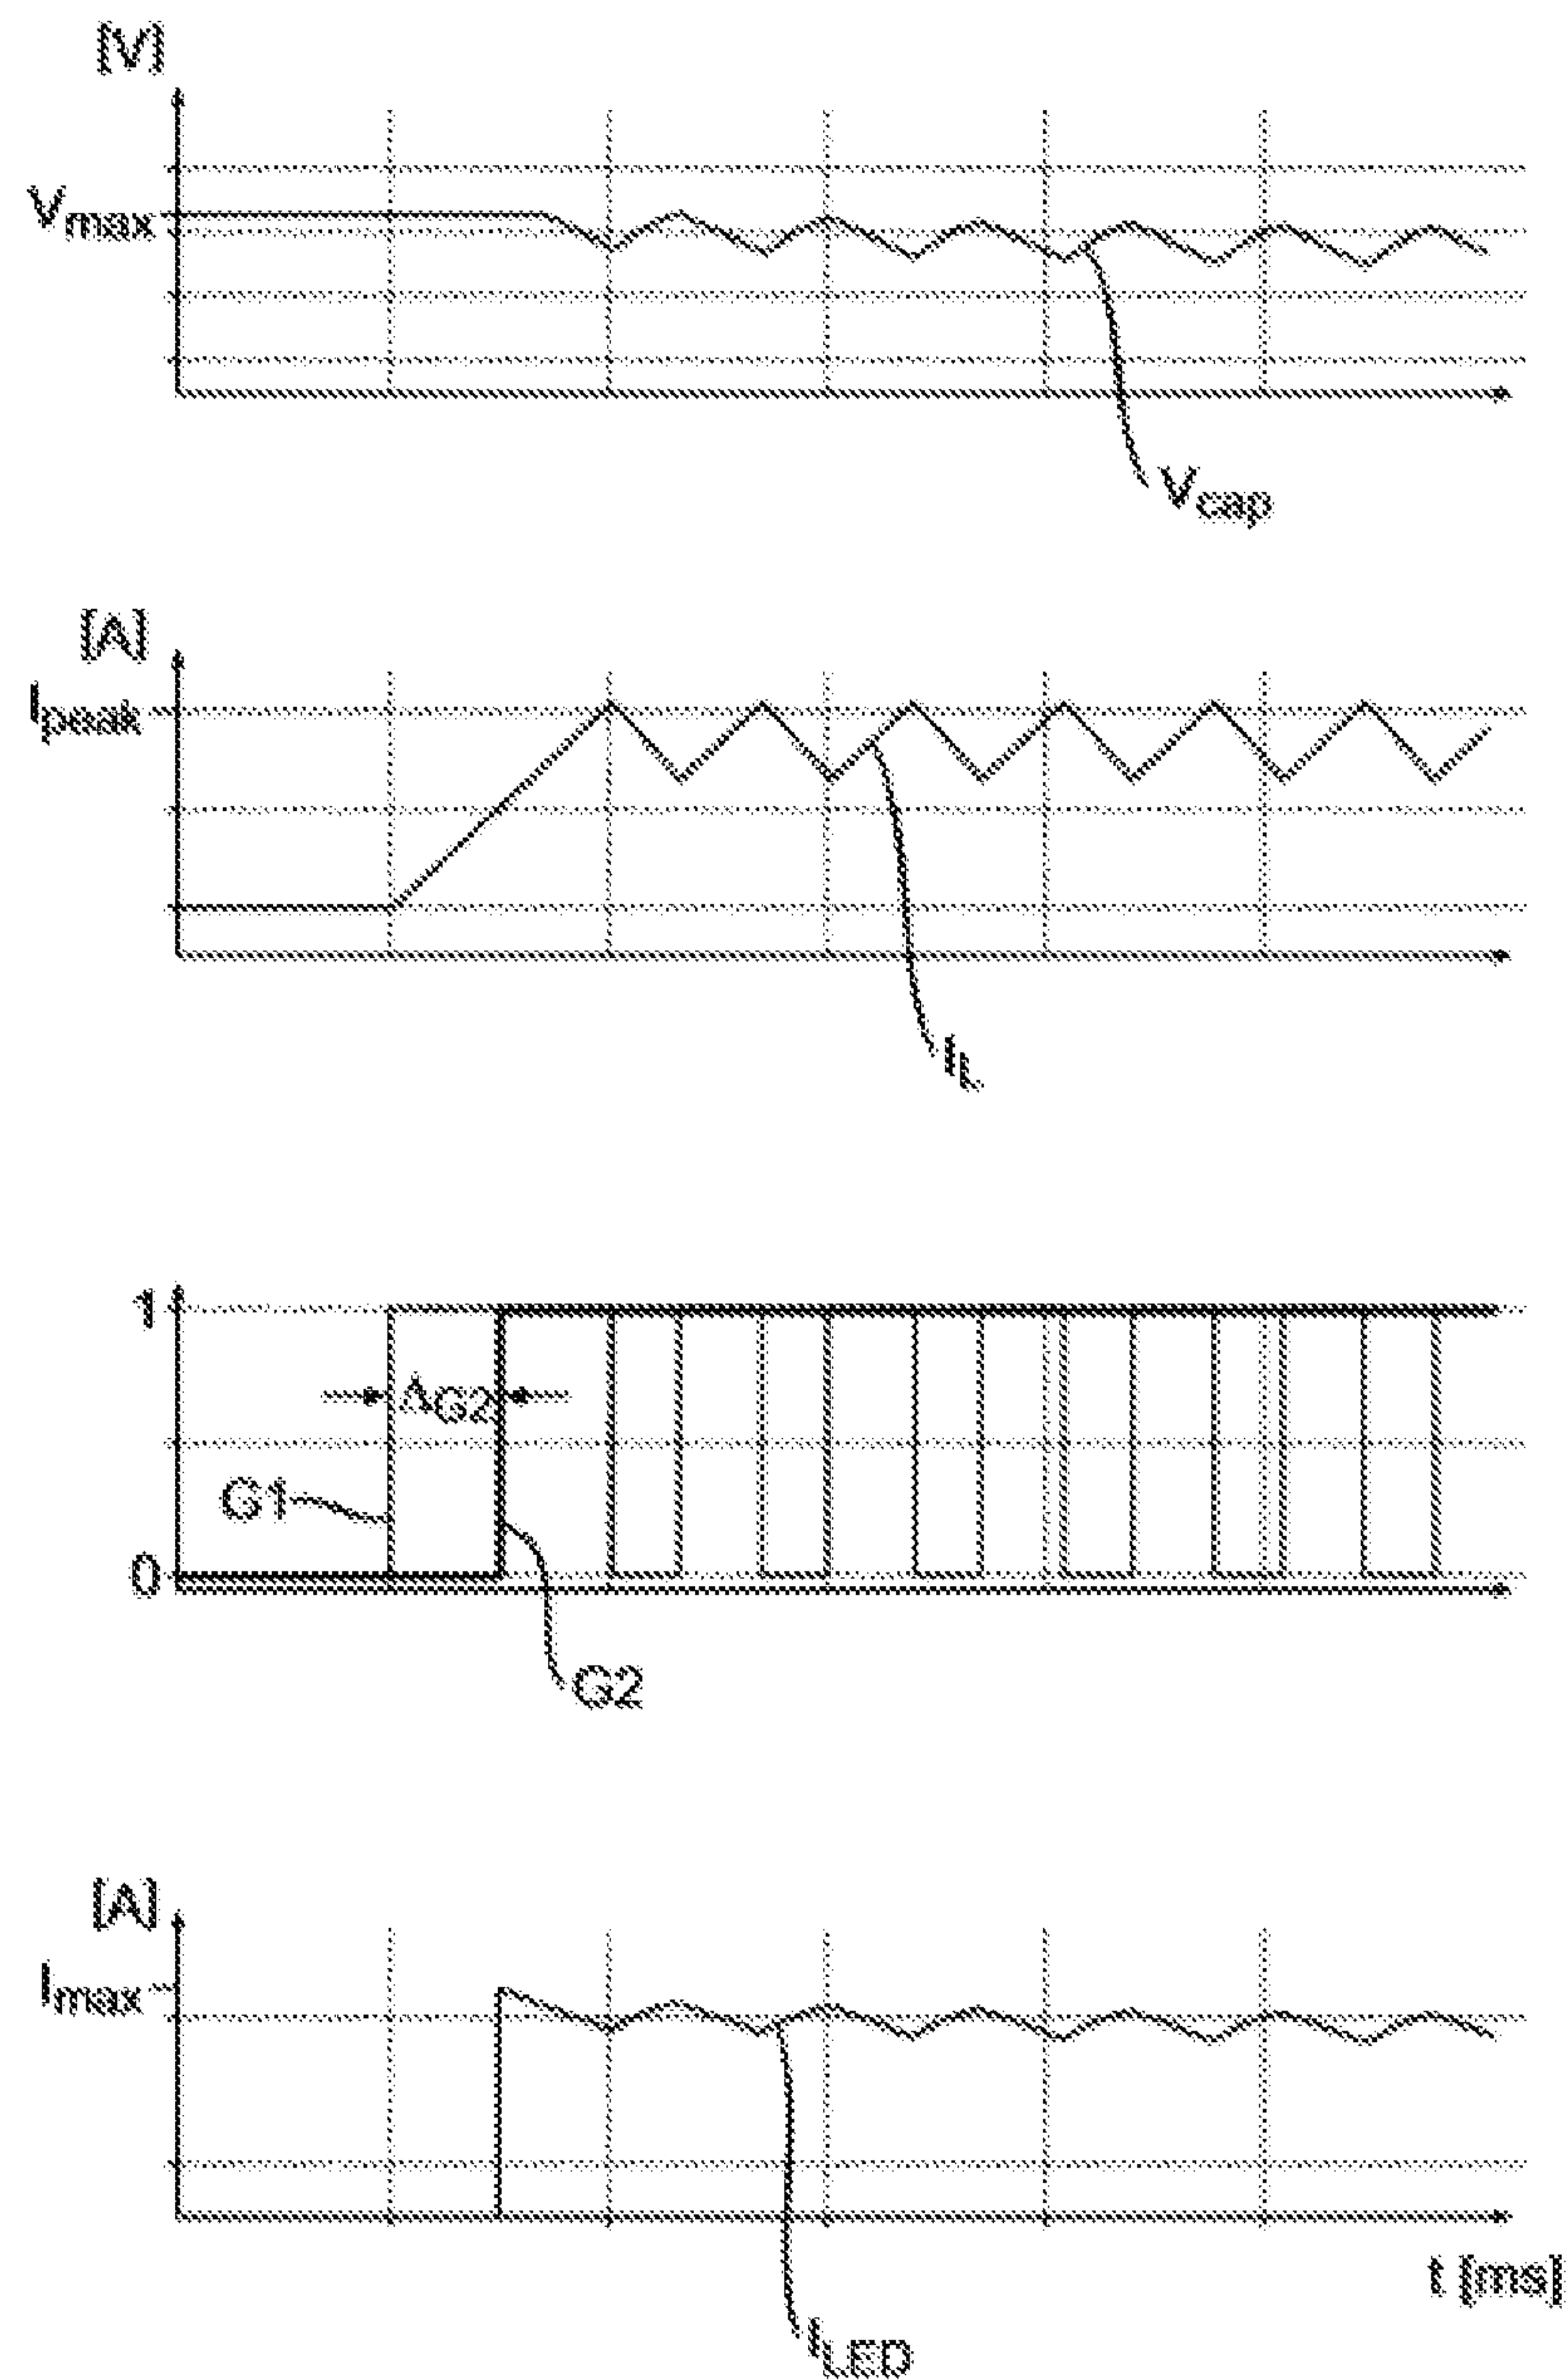 [V]
Vmax
Vcap
[A]
Ipeak
IL
1
ΔG2
G1
0
G2
[A]
Imax
t [ms]
ILED